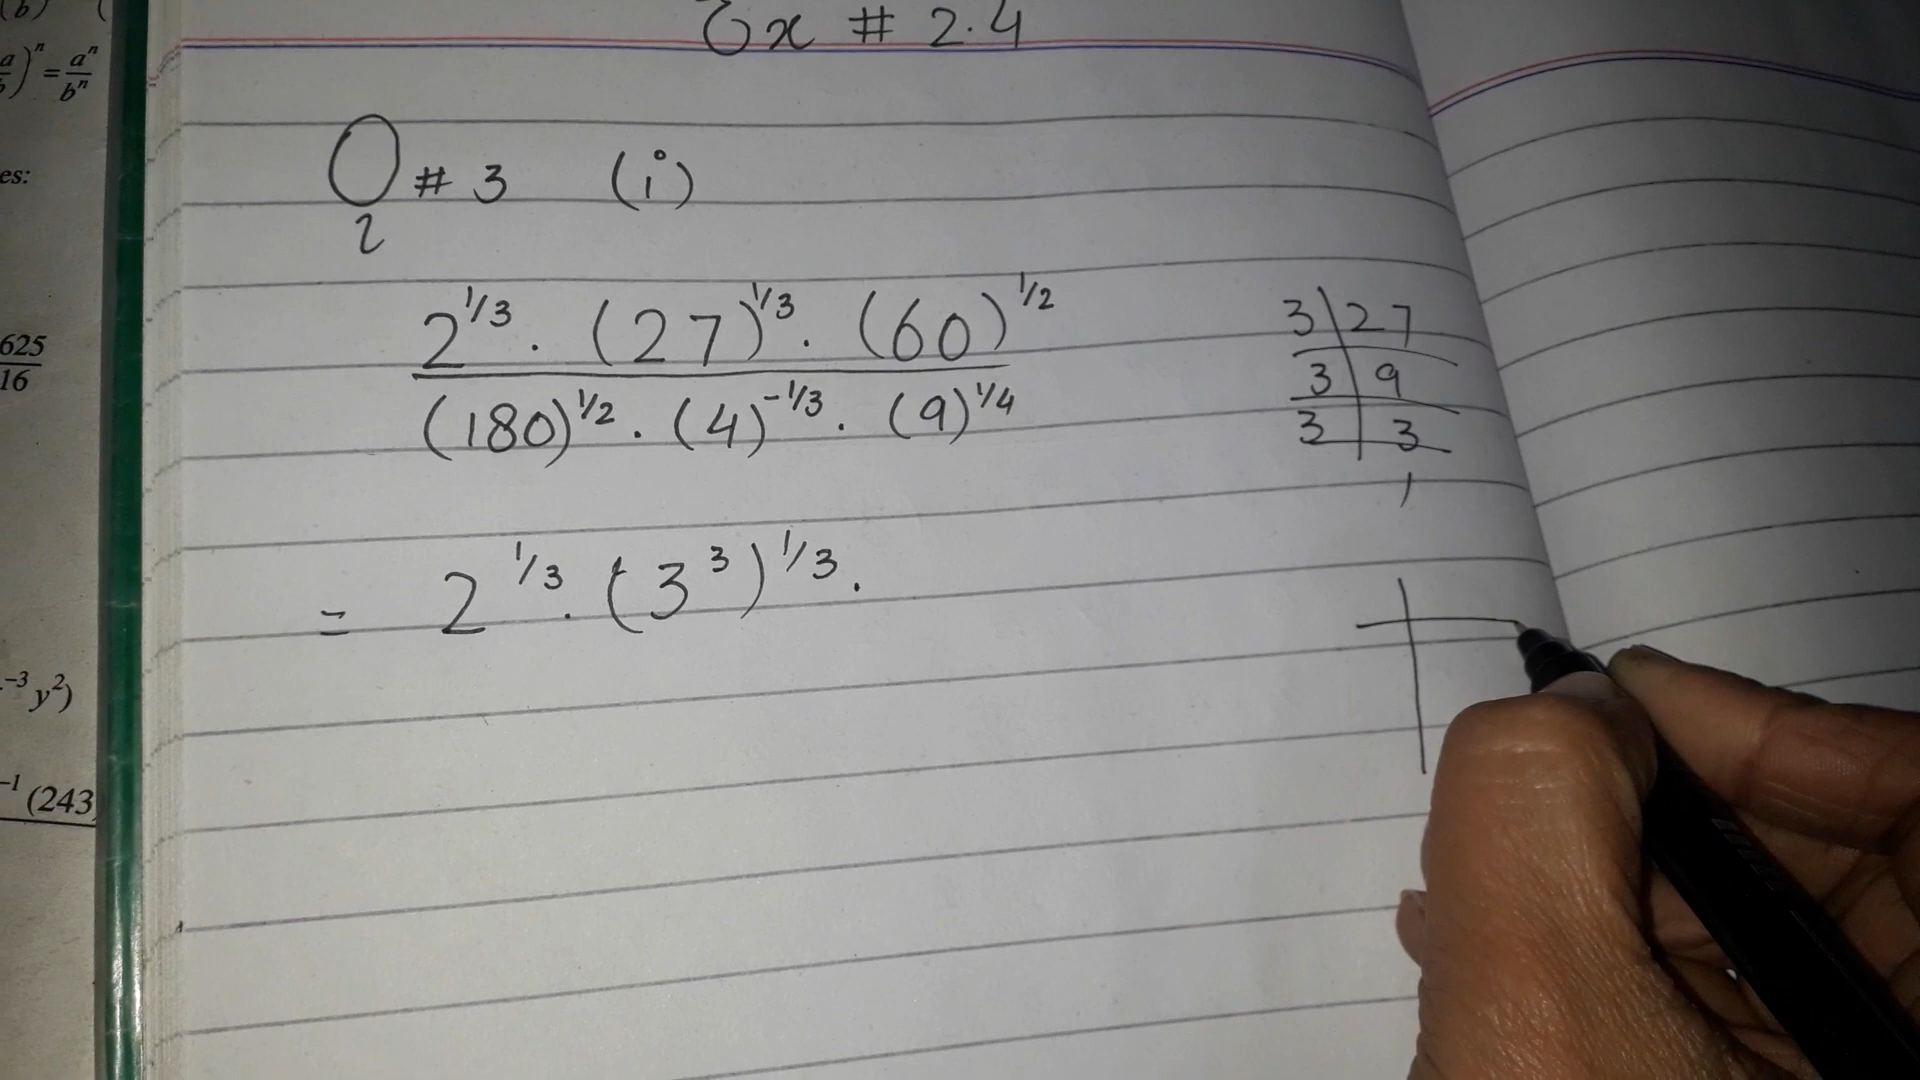 (b) (
a/b)^n = a^n/b^n
es:
625/16
-3 y^2)
-1 (243
Ex # 2.4
Q # 3 (i)
2^1/3 . (27)^1/3 . (60)^1/2
(180)^1/2 . (4)^-1/3 . (9)^1/4
= 2^1/3 . (3^3)^1/3 .
3 | 27
3 | 9
3 | 3
1